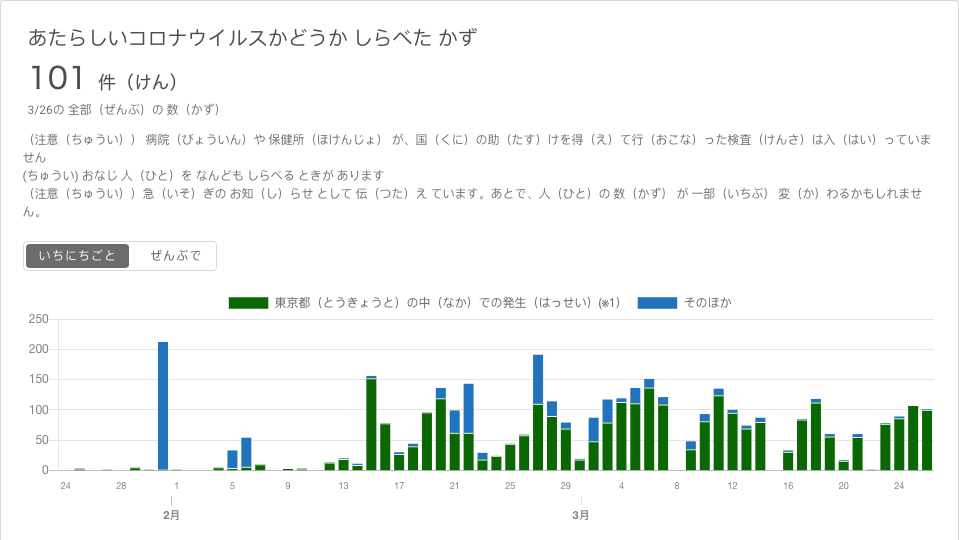 あたらしいコロナウイルスかどうか しらべた かず
101 件（けん）
3/26の 全部（ぜんぶ）の 数（かず）
（注意（ちゅうい）） 病院（びょういん）や 保健所（ほけんじょ） が、国（くに）の助（たす）けを得（え）て行（おこな）った検査（けんさ）は入（はい）っていま
せん
(ちゅうい) おなじ 人（ひと）を なんども しらべる ときが あります
（注意（ちゅうい））急（いそ）ぎの お知（し）らせ として 伝（つた）え ています。あとで、人（ひと）の 数（かず） が 一部（いちぶ） 変（か）わるかもしれませ
ん。
いちにちごと ぜんぶで
東京都（とうきょうと）の中（なか）での発生（はっせい）(※1） そのほか
250
200
150
100
50
0
24 28 1 5 9 13 17 21 25 29 4 8 12 16 20 24
2月 3月